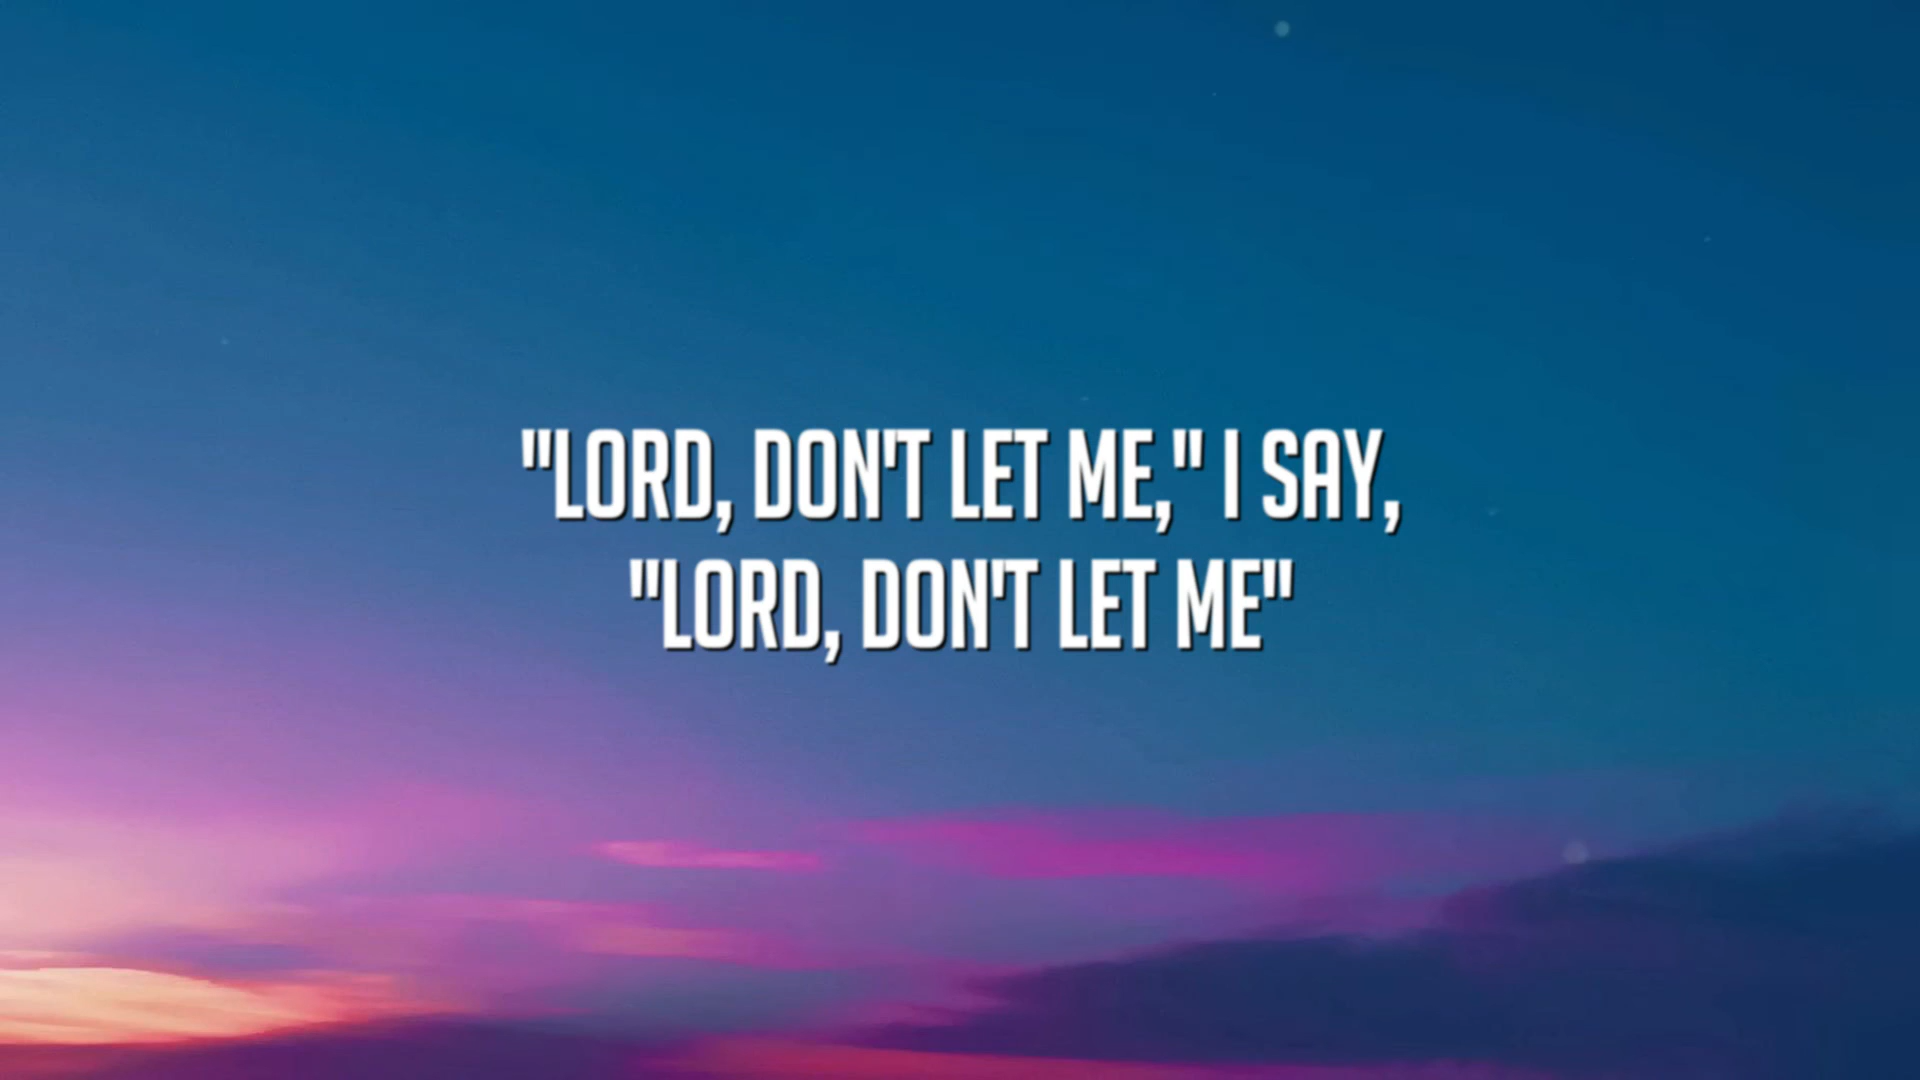 "LORD, DON'T LET ME," I SAY,
"LORD, DON'T LET ME"